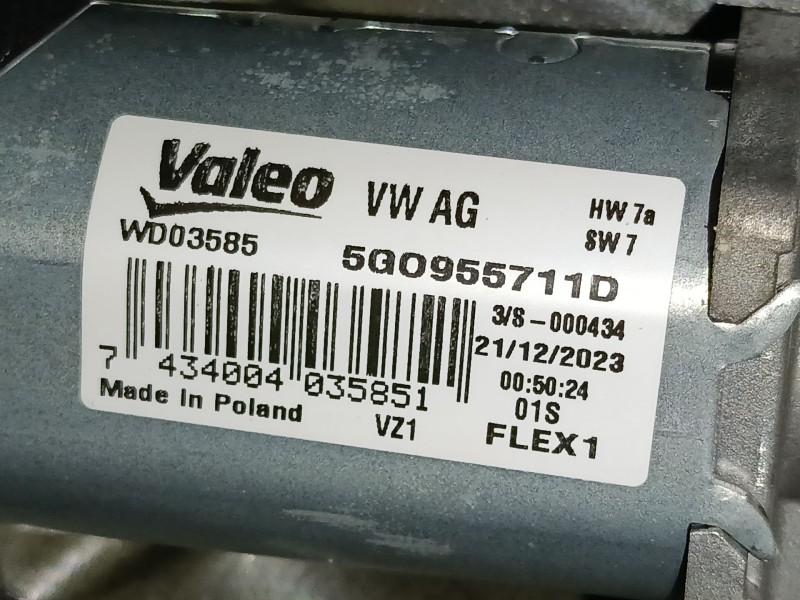 Valeo
VW AG
HW 7a
SW 7
WD03585
5G0955711D
3/S-000434
21/12/2023
00:50:24
7 434004 035851
01S
Made In Poland
VZ1
FLEX1